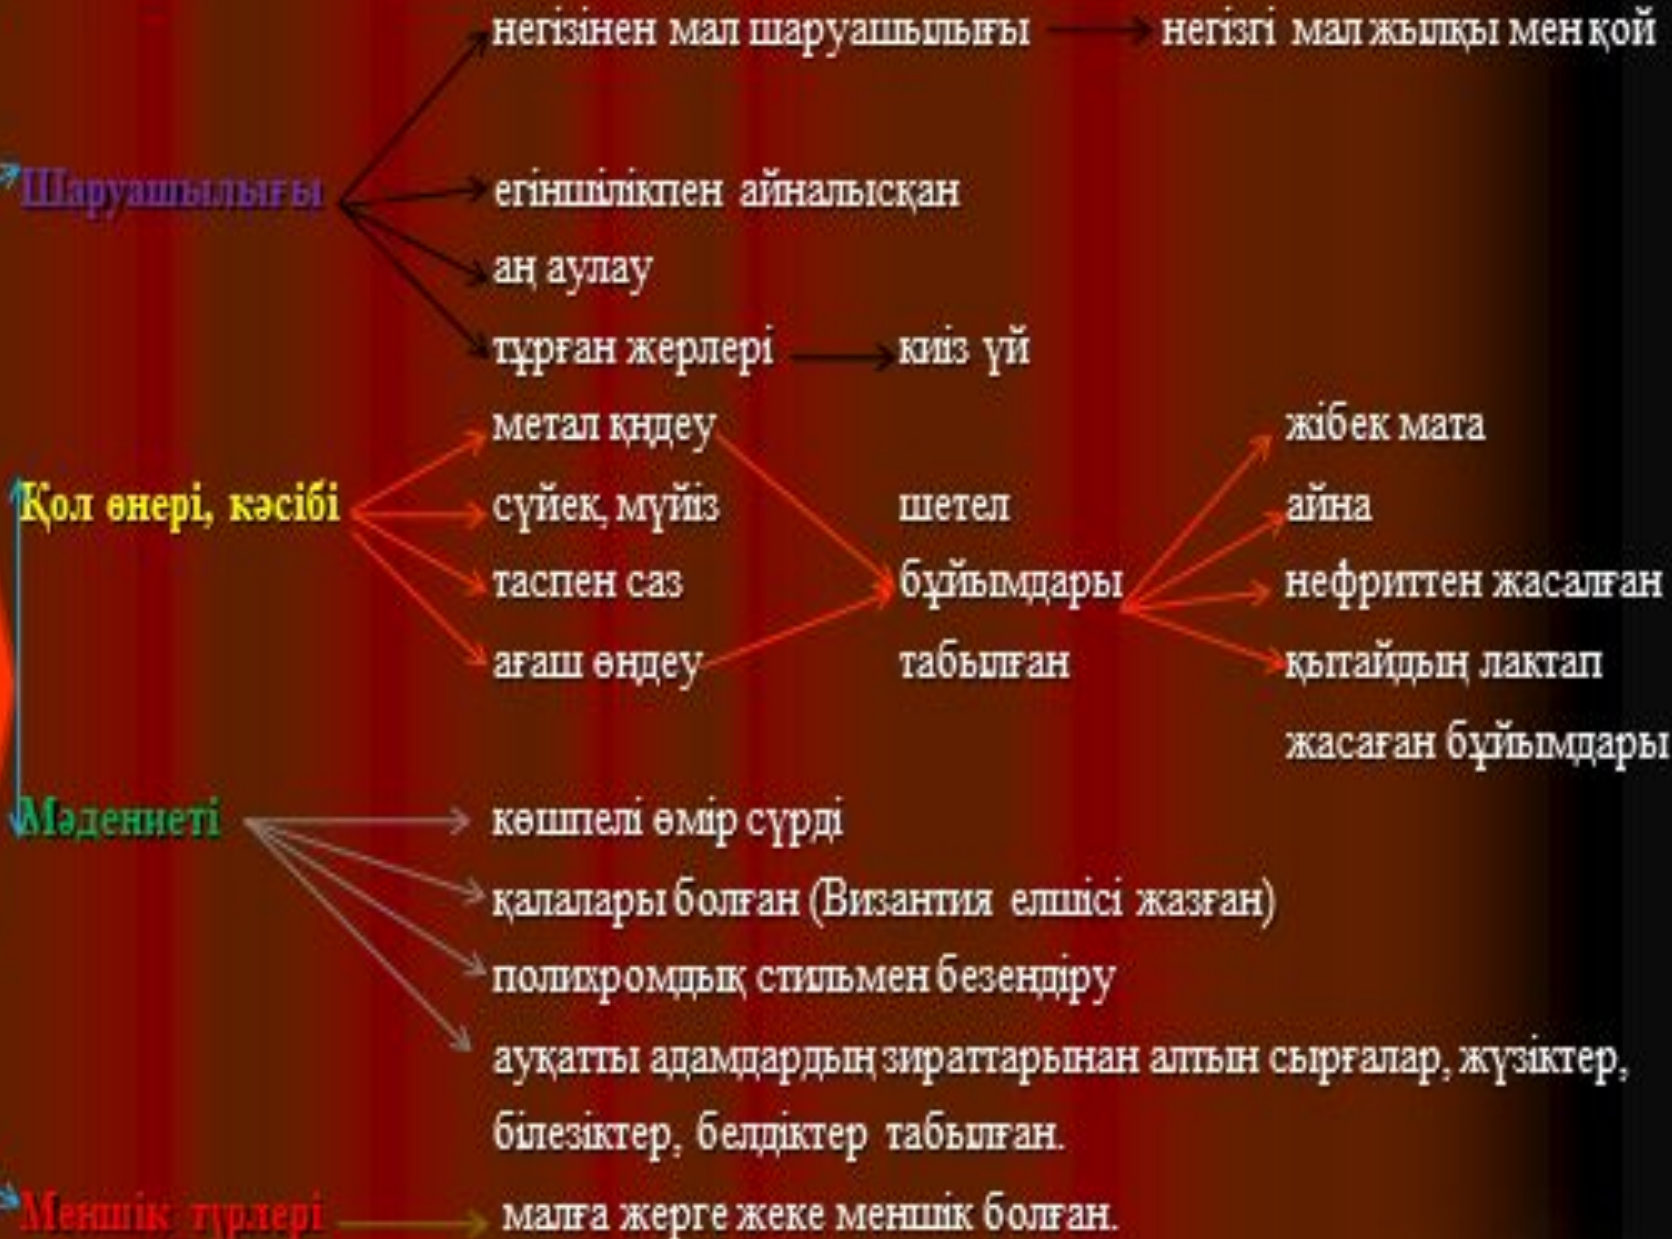 негізінен мал шаруашылығы негізгі мал жылқы мен қой
Шаруашылығы егіншілікпен айналысқан
аң аулау
тұрған жерлері киіз үй
метал қңдеу жібек мата
Қол өнері, кәсібі сүйек, мүйіз шетел айна
таспен саз бұйымдары нефриттен жасалған
ағаш өңдеу табылған қытайдың лактап
жасаған бұйымдары
Мәдениеті көшпелі өмір сүрді
қалалары болған (Византия елшісі жазған)
полихромдық стильмен безендіру
ауқатты адамдардың зираттарынан алтын сырғалар, жүзіктер,
білезіктер, белдіктер табылған.
Меншік түрлері малға жерге жеке меншік болған.